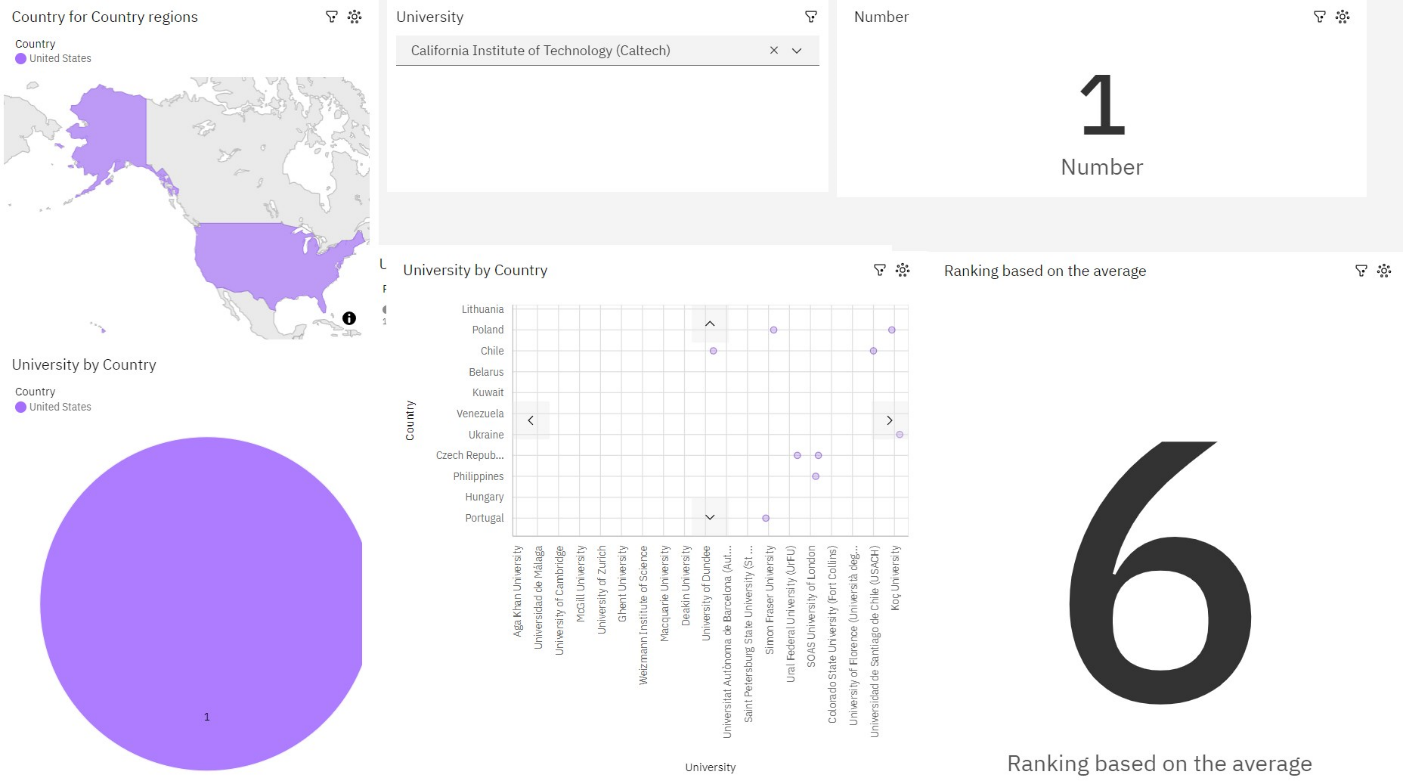 Country for Country regions
Country
United States
University
California Institute of Technology (Caltech)
Number
1
Number
University by Country
Country
United States
1
University by Country
Country
Lithuania
Poland
Chile
Belarus
Kuwait
Venezuela
Ukraine
Czech Repub...
Philippines
Hungary
Portugal
Aga Khan University
Universidad de Málaga
University of Cambridge
McGill University
University of Zurich
Ghent University
Weizmann Institute of Science
Macquarie University
Deakin University
University of Dundee
Universitat Autònoma de Barcelona (Aut...
Saint Petersburg State University (St ...
Simon Fraser University
Ural Federal University (UrFU)
SOAS University of London
Colorado State University (Fort Collins)
University of Florence (Università deg...
Universidad de Santiago de Chile (USACH)
Koç University
University
Ranking based on the average
6
Ranking based on the average